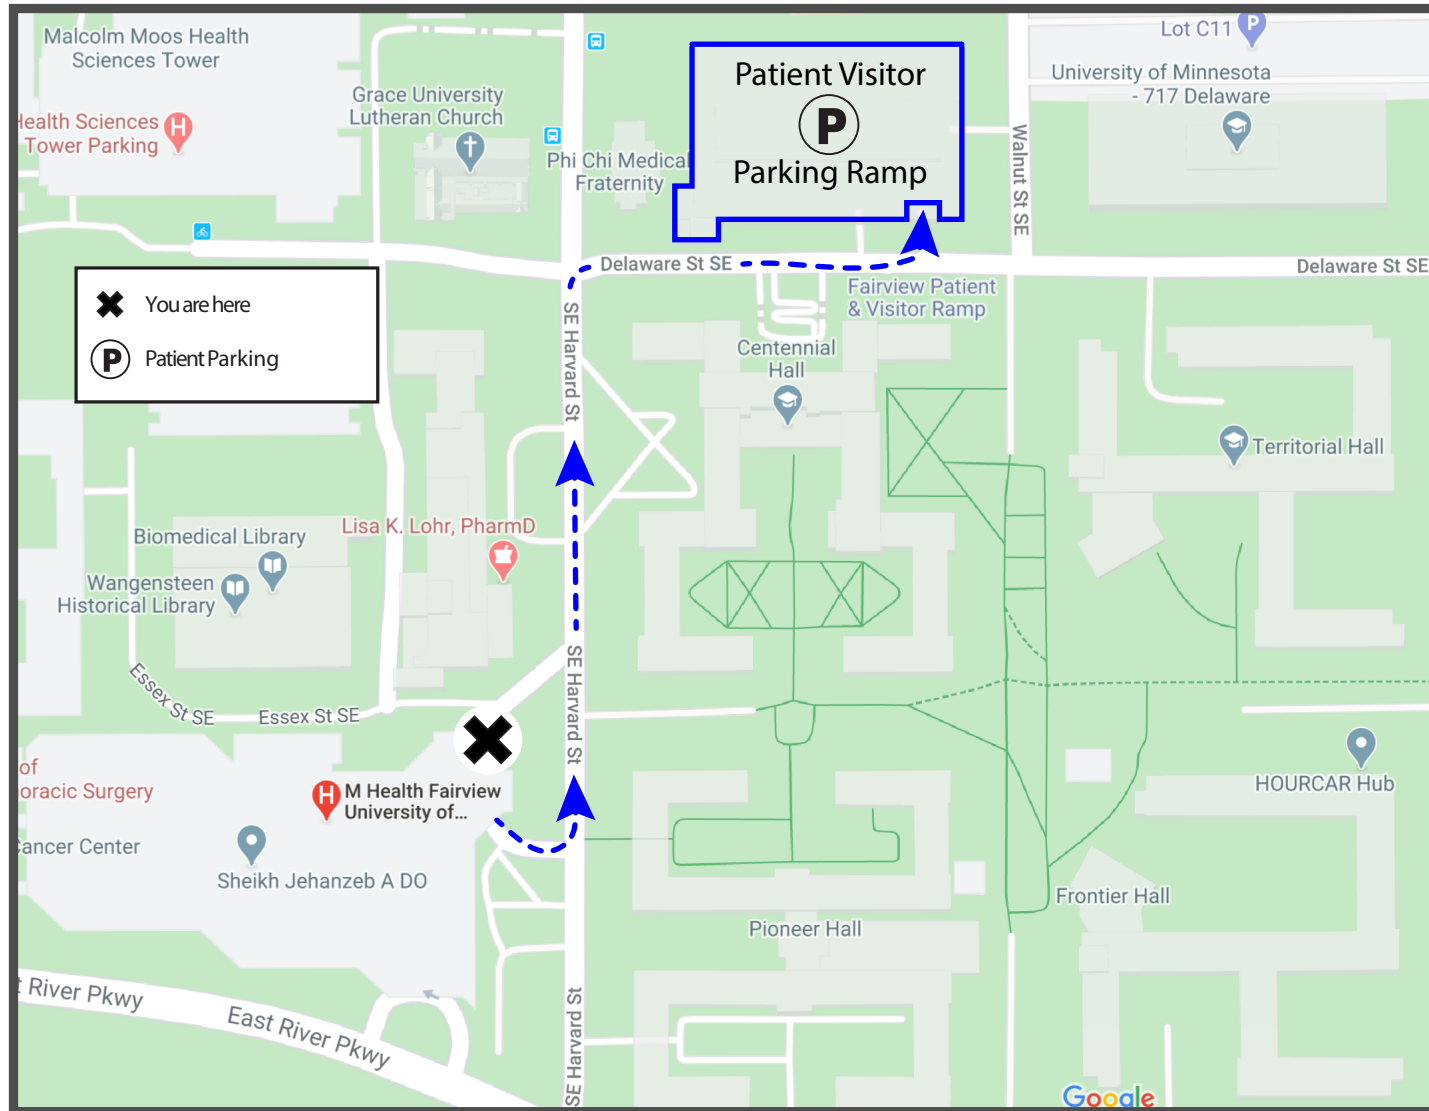 Malcolm Moos Health
Sciences Tower
Health Sciences
Tower Parking
H
Grace University
Lutheran Church
Phi Chi Medical
Fraternity
Patient Visitor
P
Parking Ramp
Lot C11
P
University of Minnesota
- 717 Delaware
Walnut St SE
Delaware St SE
Delaware St SE
Fairview Patient
& Visitor Ramp
You are here
P
Patient Parking
SE Harvard St
Centennial
Hall
Territorial Hall
Biomedical Library
Lisa K. Lohr, PharmD
Wangensteen
Historical Library
Essex St SE
Essex St SE
SE Harvard St
of
oracic Surgery
H
M Health Fairview
University of...
Cancer Center
Sheikh Jehanzeb A DO
HOURCAR Hub
Frontier Hall
Pioneer Hall
t River Pkwy
East River Pkwy
SE Harvard St
Google